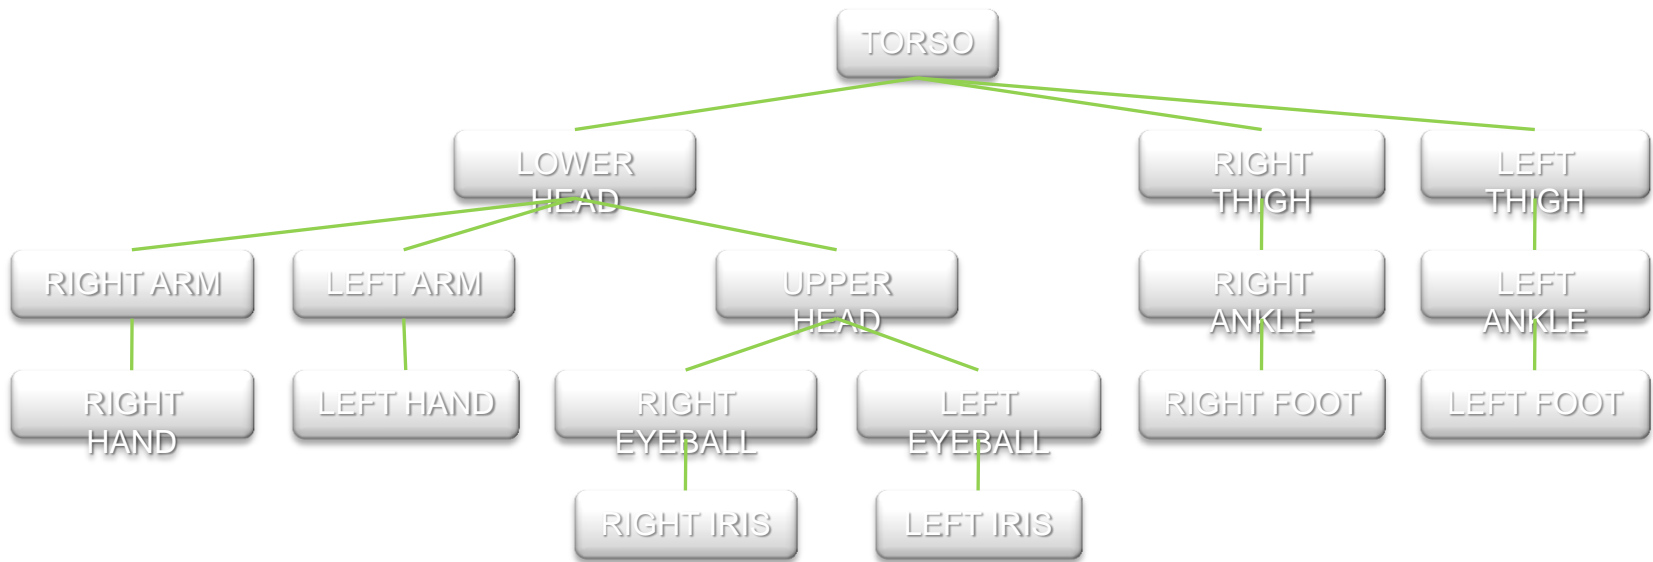 TORSO
LOWER
HEAD
RIGHT
THIGH
LEFT
THIGH
RIGHT ARM
LEFT ARM
UPPER
HEAD
RIGHT
ANKLE
LEFT
ANKLE
RIGHT
HAND
LEFT HAND
RIGHT
EYEBALL
LEFT
EYEBALL
RIGHT FOOT
LEFT FOOT
RIGHT IRIS
LEFT IRIS